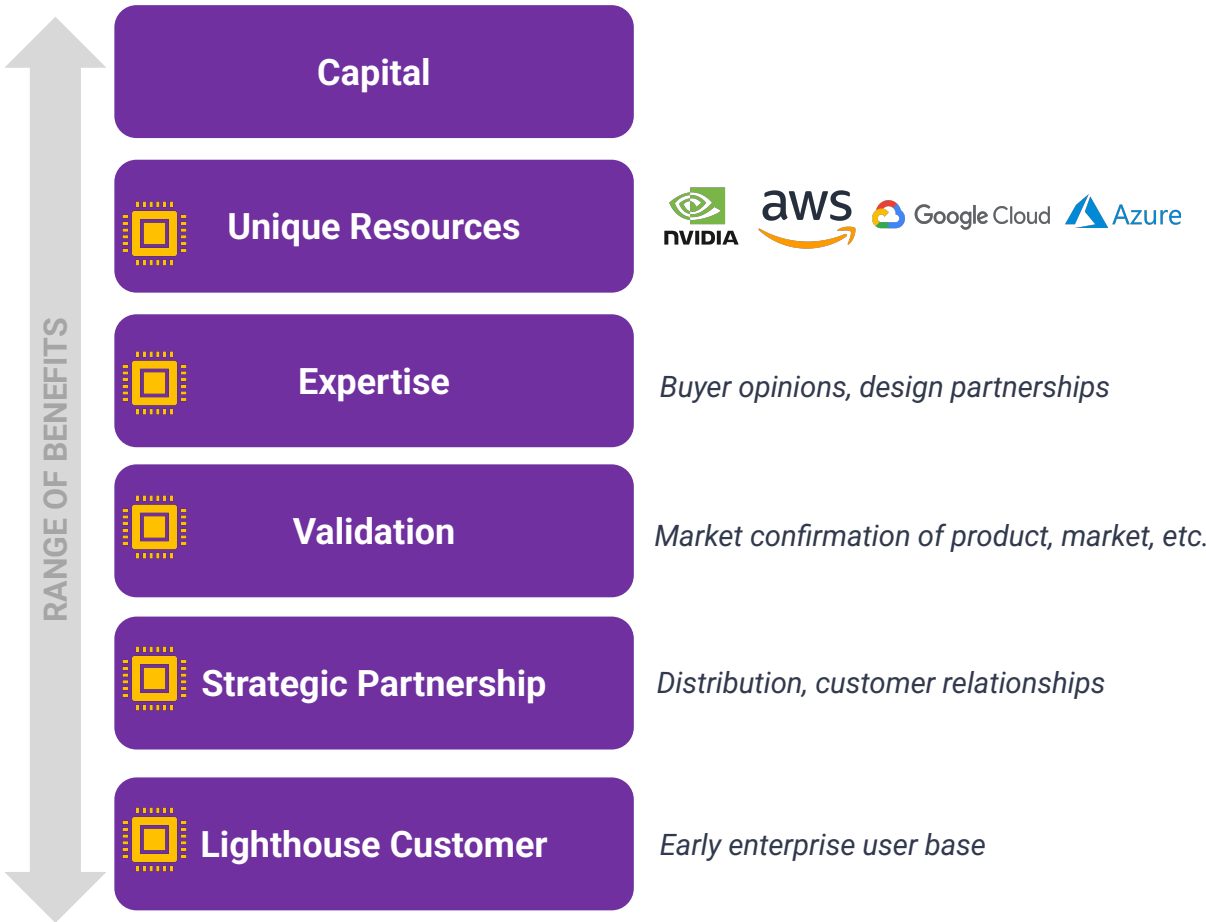 RANGE OF BENEFITS
Capital
Unique Resources
NVIDIA
aws
Google Cloud
Azure
Expertise
Buyer opinions, design partnerships
Validation
Market confirmation of product, market, etc.
Strategic Partnership
Distribution, customer relationships
Lighthouse Customer
Early enterprise user base